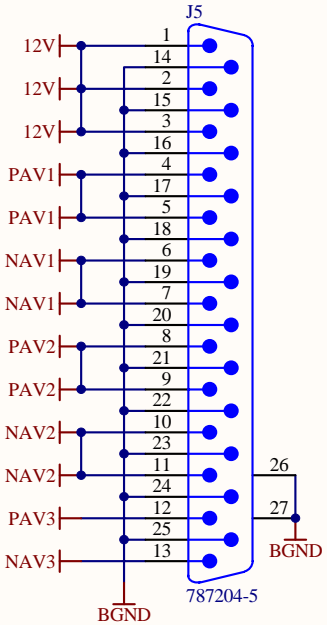 J5
12V 1
14
12V 2
15
12V 3
16
PAV1 4
17
PAV1 5
18
NAV1 6
19
NAV1 7
20
PAV2 8
21
PAV2 9
22
NAV2 10
23
NAV2 11 26
24
PAV3 12 27
25
NAV3 13
BGND
787204-5
BGND